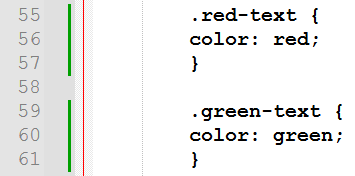 55 .red-text {
56 color: red;
57 }
58
59 .green-text {
60 color: green;
61 }